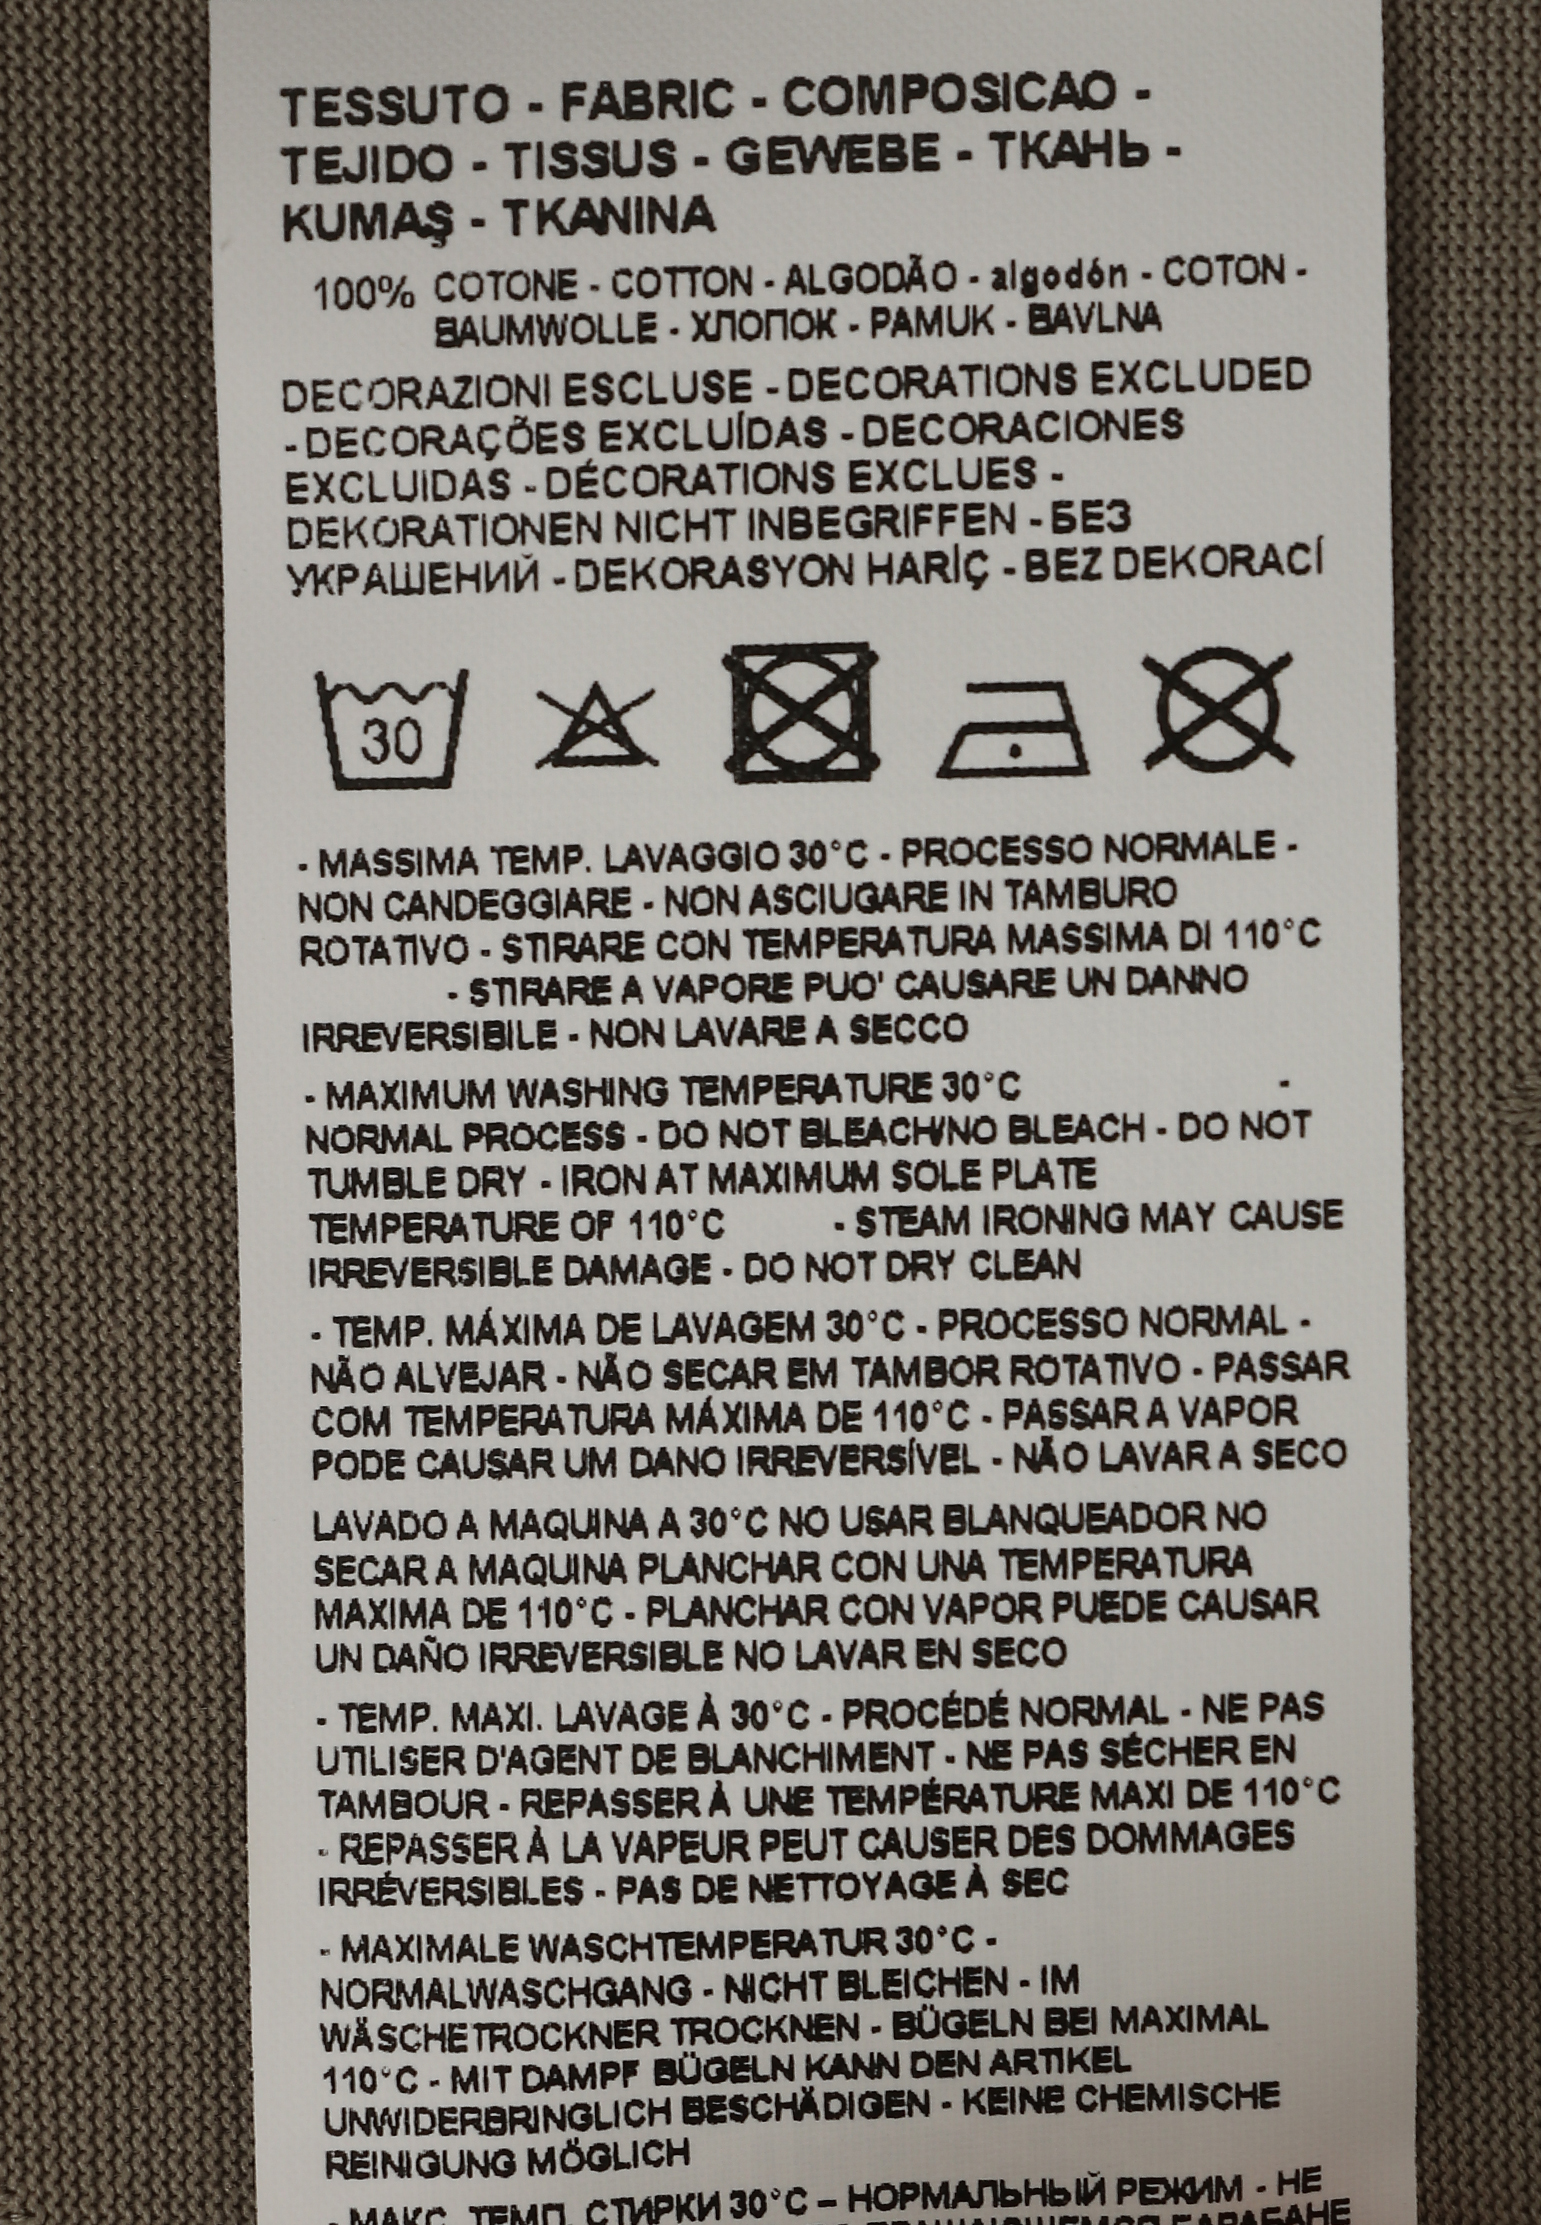 TESSUTO - FABRIC - COMPOSICAO -
TEJIDO - TISSUS - GEWEBE - ТКАНЬ -
KUMAŞ - TKANINA
100% COTONE - COTTON - ALGODÃO - algodón - COTON -
BAUMWOLLE - ХЛОПОК - PAMUK - BAVLNA
DECORAZIONI ESCLUSE - DECORATIONS EXCLUDED
- DECORAÇÕES EXCLUÍDAS - DECORACIONES
EXCLUIDAS - DÉCORATIONS EXCLUES -
DEKORATIONEN NICHT INBEGRIFFEN - БЕЗ
УКРАШЕНИЙ - DEKORASYON HARİÇ - BEZ DEKORACÍ
30
- MASSIMA TEMP. LAVAGGIO 30°C - PROCESSO NORMALE -
NON CANDEGGIARE - NON ASCIUGARE IN TAMBURO
ROTATIVO - STIRARE CON TEMPERATURA MASSIMA DI 110°C
- STIRARE A VAPORE PUO' CAUSARE UN DANNO
IRREVERSIBILE - NON LAVARE A SECCO
- MAXIMUM WASHING TEMPERATURE 30°C -
NORMAL PROCESS - DO NOT BLEACH/NO BLEACH - DO NOT
TUMBLE DRY - IRON AT MAXIMUM SOLE PLATE
TEMPERATURE OF 110°C - STEAM IRONING MAY CAUSE
IRREVERSIBLE DAMAGE - DO NOT DRY CLEAN
- TEMP. MÁXIMA DE LAVAGEM 30°C - PROCESSO NORMAL -
NÃO ALVEJAR - NÃO SECAR EM TAMBOR ROTATIVO - PASSAR
COM TEMPERATURA MÁXIMA DE 110°C - PASSAR A VAPOR
PODE CAUSAR UM DANO IRREVERSÍVEL - NÃO LAVAR A SECO
LAVADO A MAQUINA A 30°C NO USAR BLANQUEADOR NO
SECAR A MAQUINA PLANCHAR CON UNA TEMPERATURA
MAXIMA DE 110°C - PLANCHAR CON VAPOR PUEDE CAUSAR
UN DAÑO IRREVERSIBLE NO LAVAR EN SECO
- TEMP. MAXI. LAVAGE À 30°C - PROCÉDÉ NORMAL - NE PAS
UTILISER D'AGENT DE BLANCHIMENT - NE PAS SÉCHER EN
TAMBOUR - REPASSER À UNE TEMPÉRATURE MAXI DE 110°C
- REPASSER À LA VAPEUR PEUT CAUSER DES DOMMAGES
IRRÉVERSIBLES - PAS DE NETTOYAGE À SEC
- MAXIMALE WASCHTEMPERATUR 30°C -
NORMALWASCHGANG - NICHT BLEICHEN - IM
WÄSCHETROCKNER TROCKNEN - BÜGELN BEI MAXIMAL
110°C - MIT DAMPF BÜGELN KANN DEN ARTIKEL
UNWIDERBRINGLICH BESCHÄDIGEN - KEINE CHEMISCHE
REINIGUNG MÖGLICH
- МАКС. ТЕМП. СТИРКИ 30°C – НОРМАЛЬНЫЙ РЕЖИМ - НЕ